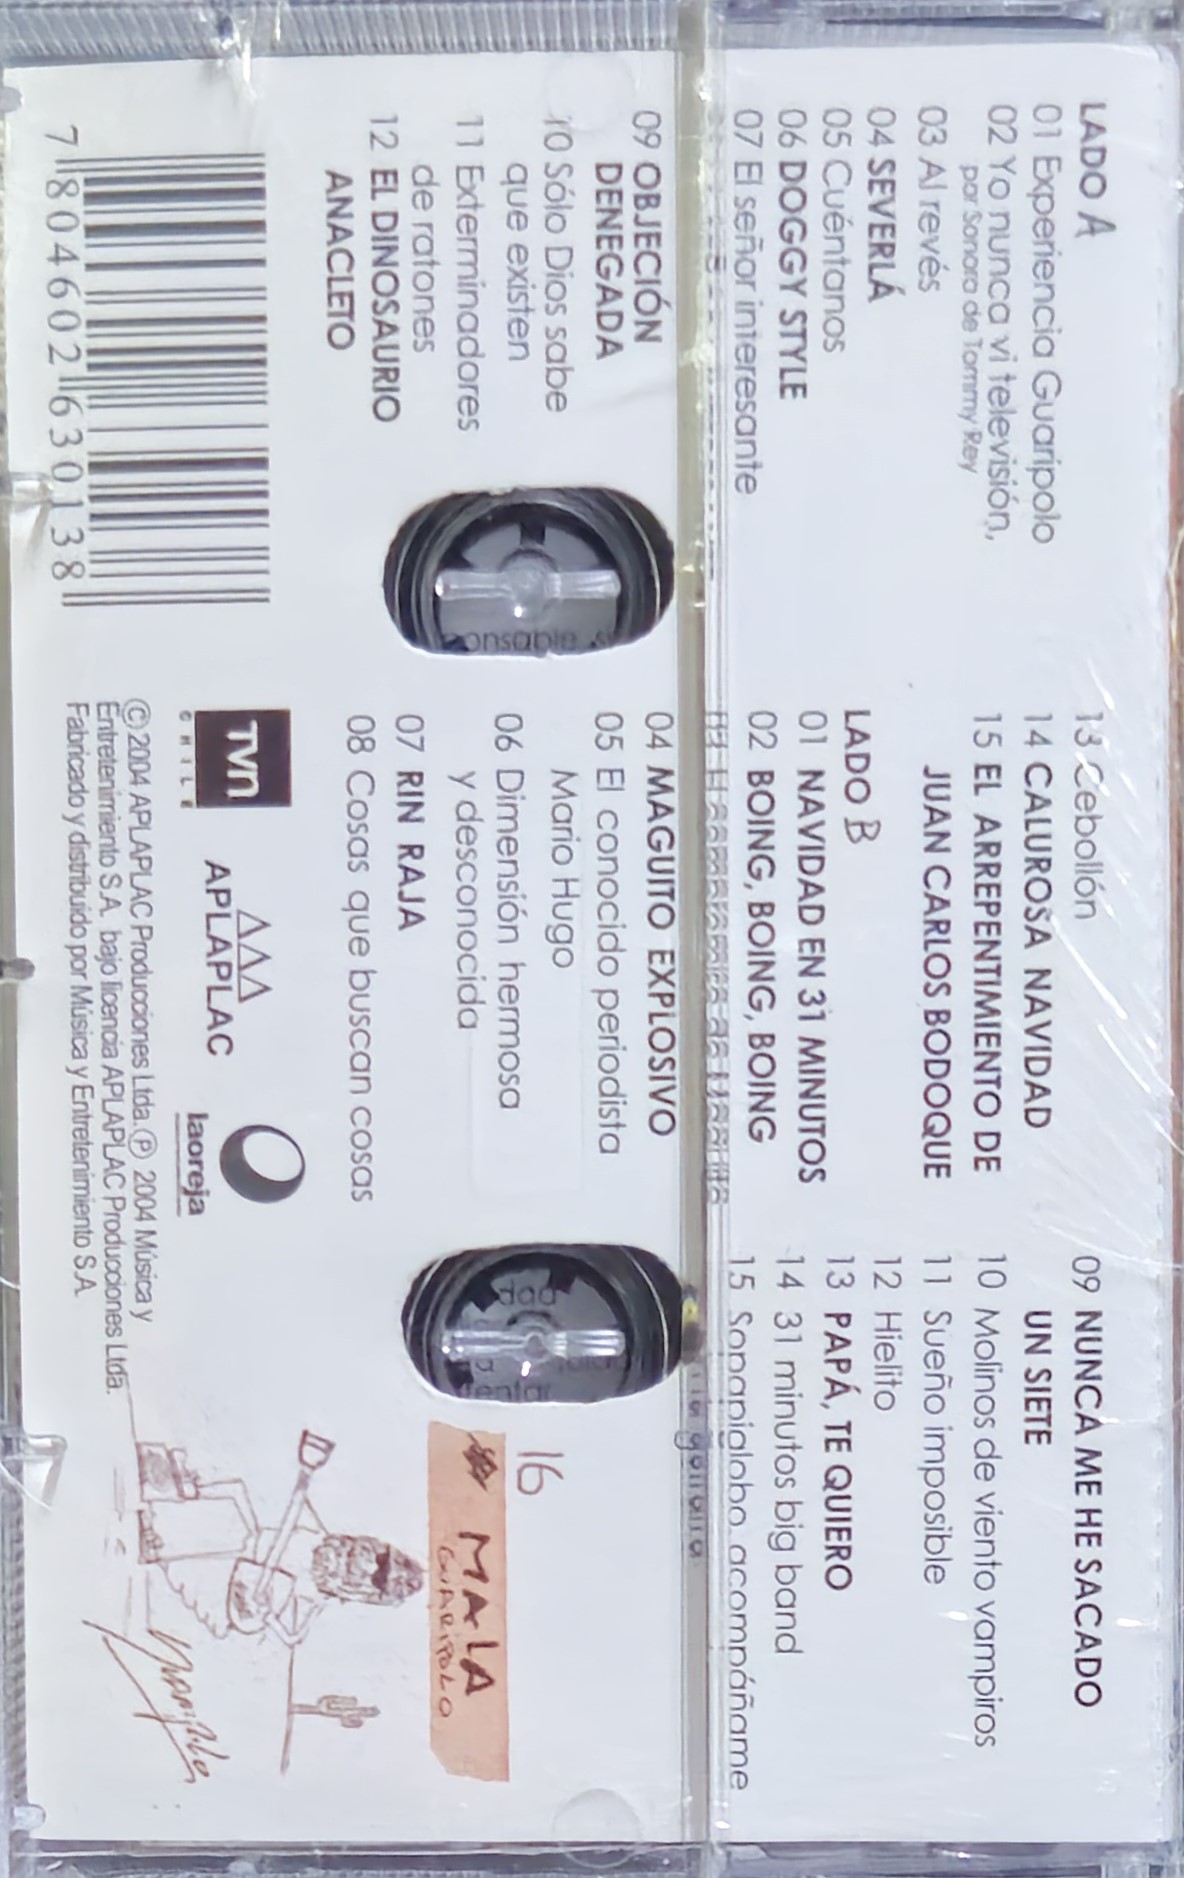 LADO A
01 Experiencia Guaripolo
02 Yo nunca vi televisión,
por Sonora de Tommy Rey
03 Al revés
04 SEVERLÁ
05 Cuéntanos
06 DOGGY STYLE
07 El señor interesante
09 OBJECIÓN
DENEGADA
10 Sólo Dios sabe
que existen
11 Exterminadores
de ratones
12 EL DINOSAURIO
ANACLETO
7 804602 630138
13 Cebollón
14 CALUROSA NAVIDAD
15 EL ARREPENTIMIENTO DE
JUAN CARLOS BODOQUE
LADO B
01 NAVIDAD EN 31 MINUTOS
02 BOING, BOING, BOING
04 MAGUITO EXPLOSIVO
05 El conocido periodista
Mario Hugo
06 Dimensión hermosa
y desconocida
07 RIN RAJA
08 Cosas que buscan cosas
TVN
CHILE
APLAPLAC
laoreja
© 2004 APLAPLAC Producciones Ltda. ℗ 2004 Música y
Entretenimiento S.A. bajo licencia APLAPLAC Producciones Ltda.
Fabricado y distribuido por Música y Entretenimiento S.A.
09 NUNCA ME HE SACADO
UN SIETE
10 Molinos de viento vampiros
11 Sueño imposible
12 Hielito
13 PAPÁ, TE QUIERO
14 31 minutos big band
15 Sopapiglobo, acompáñame
16
MALA
GUARIPOLO